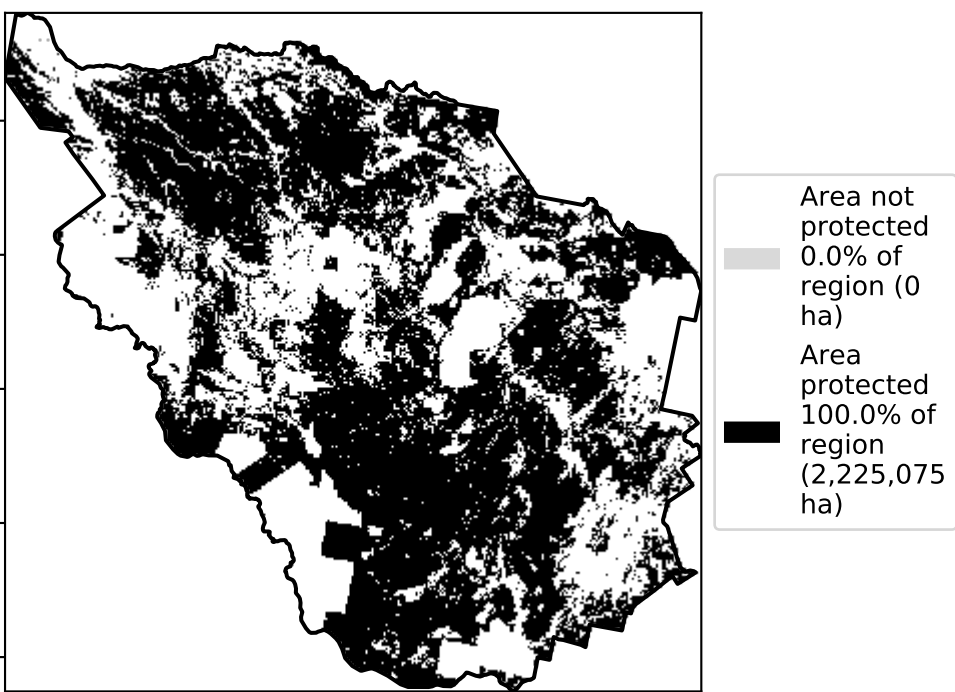 Area not
protected
0.0% of
region (0
ha)
Area
protected
100.0% of
region
(2,225,075
ha)